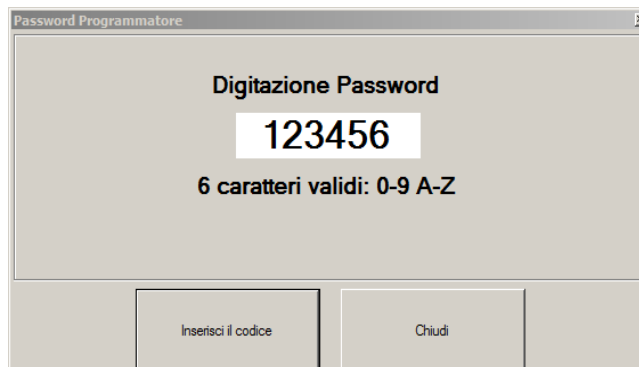 Password Programmatore
Digitazione Password
123456
6 caratteri validi: 0-9 A-Z
Inserisci il codice
Chiudi